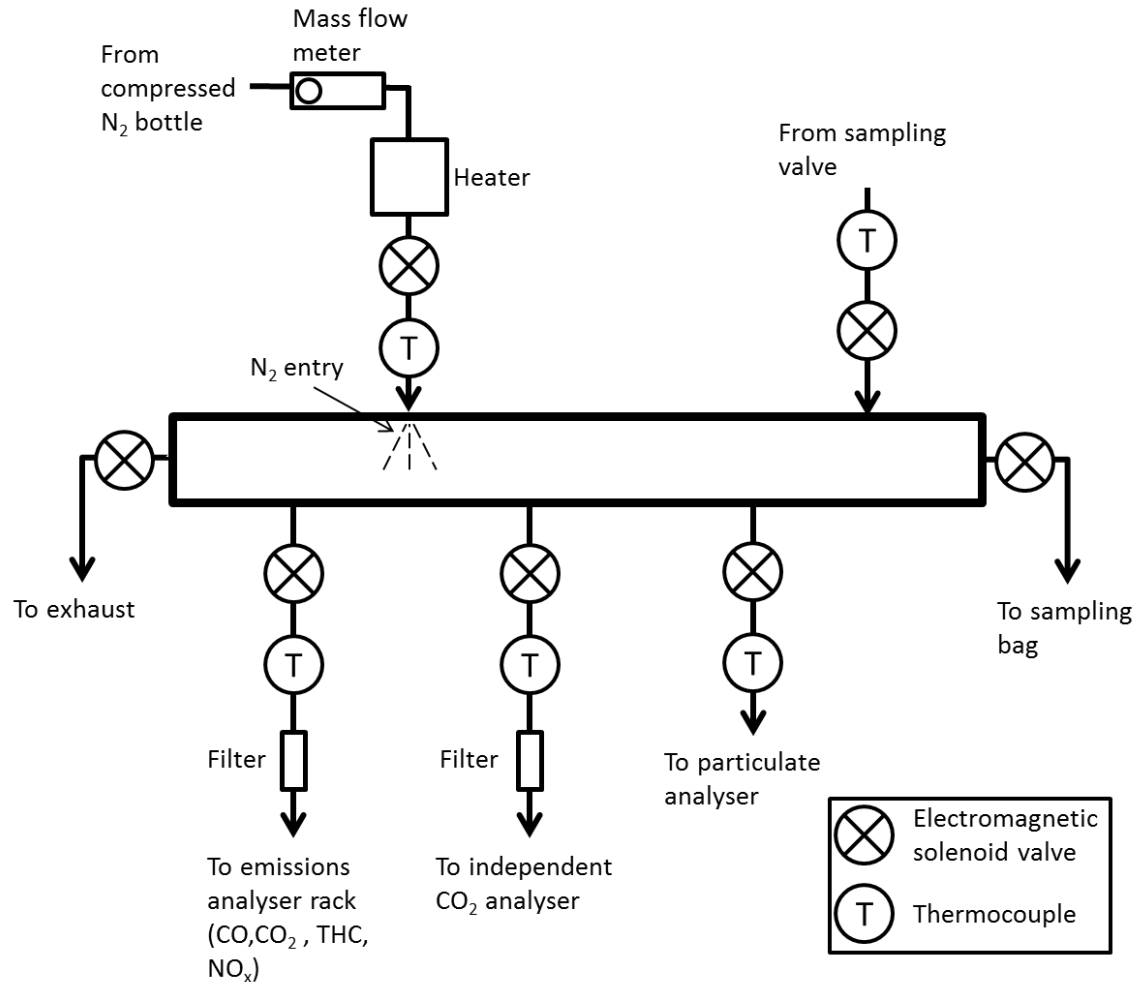 Mass flow
meter
From
compressed
N₂ bottle
Heater
From sampling
valve
T
T
N₂ entry
To exhaust
To sampling
bag
T
T
T
Filter
Filter
To particulate
analyser
To emissions
analyser rack
(CO,CO₂ , THC,
NOₓ)
To independent
CO₂ analyser
Electromagnetic
solenoid valve
T
Thermocouple